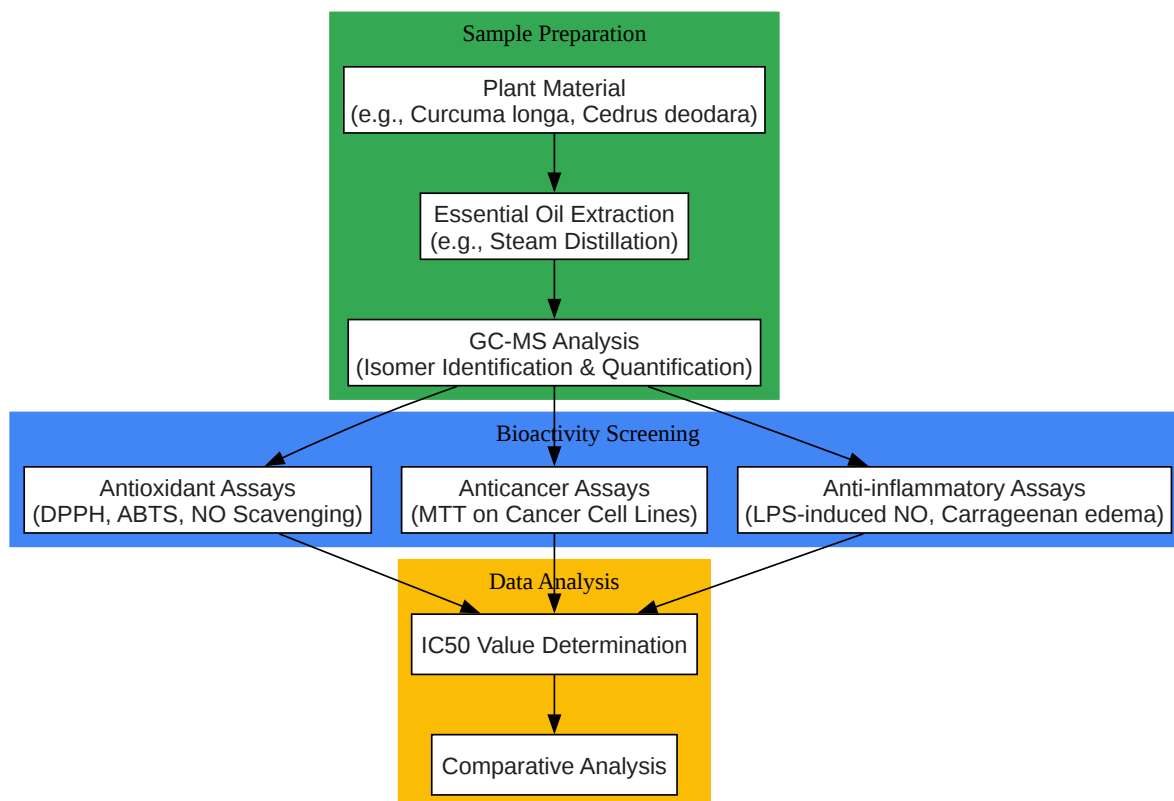 Sample Preparation
Plant Material
(e.g., Curcuma longa, Cedrus deodara)
Essential Oil Extraction
(e.g., Steam Distillation)
GC-MS Analysis
(Isomer Identification & Quantification)
Bioactivity Screening
Antioxidant Assays
(DPPH, ABTS, NO Scavenging)
Anticancer Assays
(MTT on Cancer Cell Lines)
Anti-inflammatory Assays
(LPS-induced NO, Carrageenan edema)
Data Analysis
IC50 Value Determination
Comparative Analysis